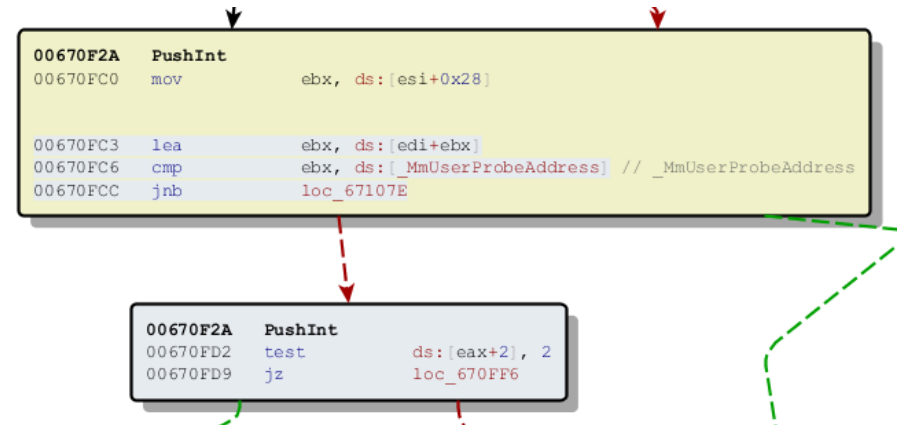 00670F2A PushInt
00670FC0 mov ebx, ds:[esi+0x28]
00670FC3 lea ebx, ds:[edi+ebx]
00670FC6 cmp ebx, ds:[_MmUserProbeAddress] // _MmUserProbeAddress
00670FCC jnb loc_67107E
00670F2A PushInt
00670FD2 test ds:[eax+2], 2
00670FD9 jz loc_670FF6